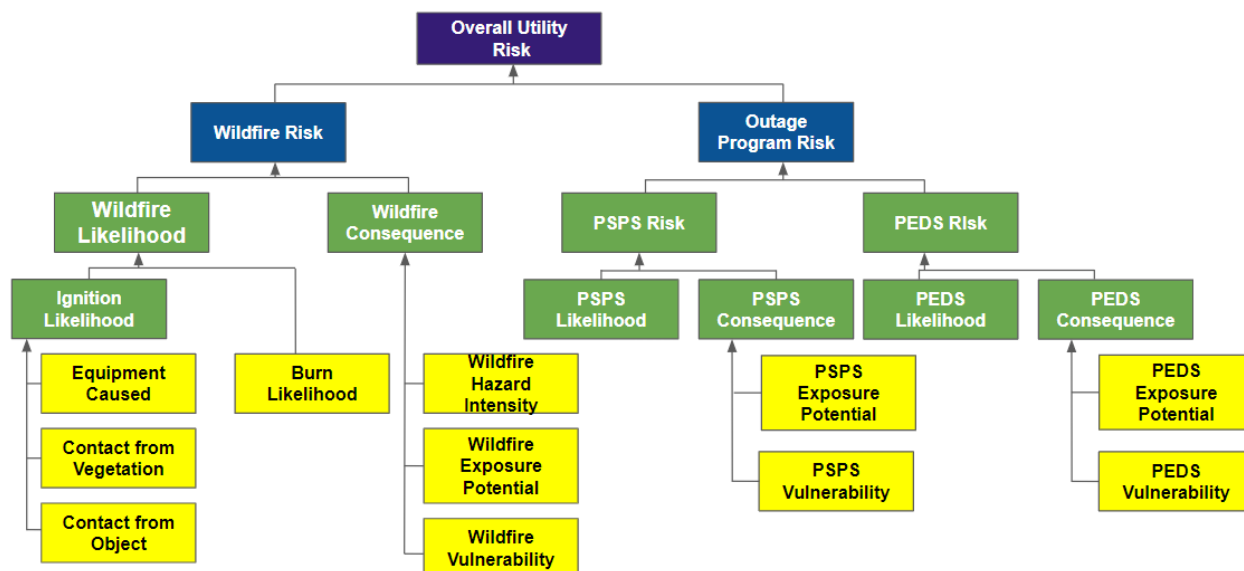 Overall Utility
Risk
Wildfire Risk
Outage
Program Risk
Wildfire
Likelihood
Wildfire
Consequence
PSPS Risk
PEDS RIsk
Ignition
Likelihood
PSPS
Likelihood
PSPS
Consequence
PEDS
Likelihood
PEDS
Consequence
Equipment
Caused
Burn
Likelihood
Wildfire
Hazard
Intensity
PSPS
Exposure
Potential
PEDS
Exposure
Potential
Contact from
Vegetation
Wildfire
Exposure
Potential
PSPS
Vulnerability
PEDS
Vulnerability
Contact from
Object
Wildfire
Vulnerability